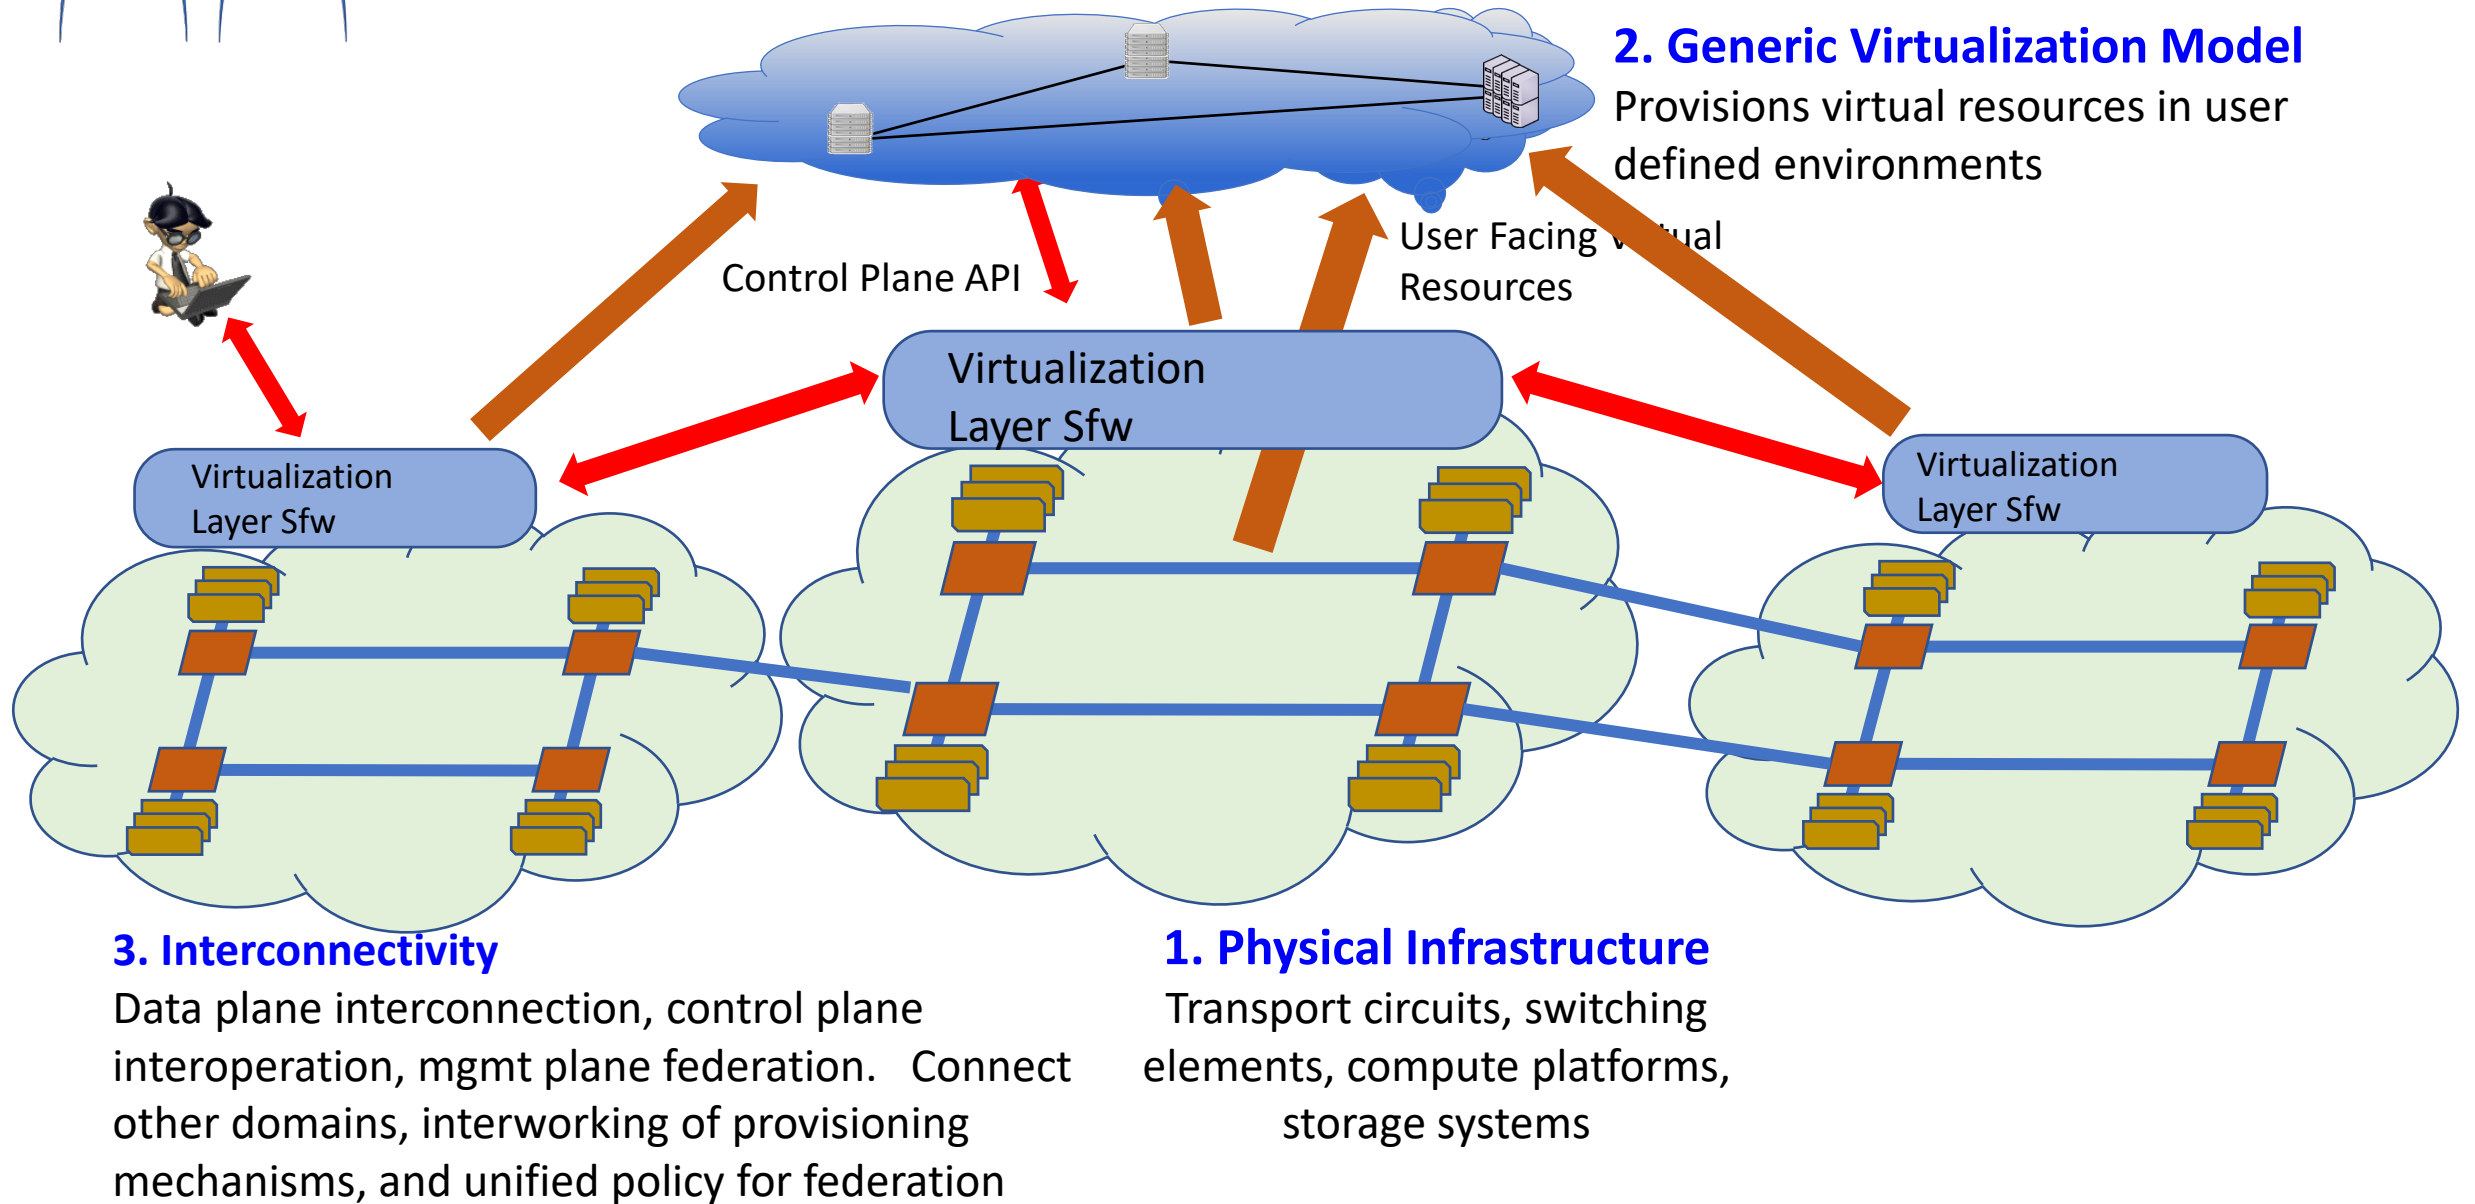 2. Generic Virtualization Model
Provisions virtual resources in user
defined environments
User Facing Virtual
Resources
Control Plane API
Virtualization
Layer Sfw
Virtualization
Layer Sfw
Virtualization
Layer Sfw
3. Interconnectivity
Data plane interconnection, control plane
interoperation, mgmt plane federation. Connect
other domains, interworking of provisioning
mechanisms, and unified policy for federation
1. Physical Infrastructure
Transport circuits, switching
elements, compute platforms,
storage systems